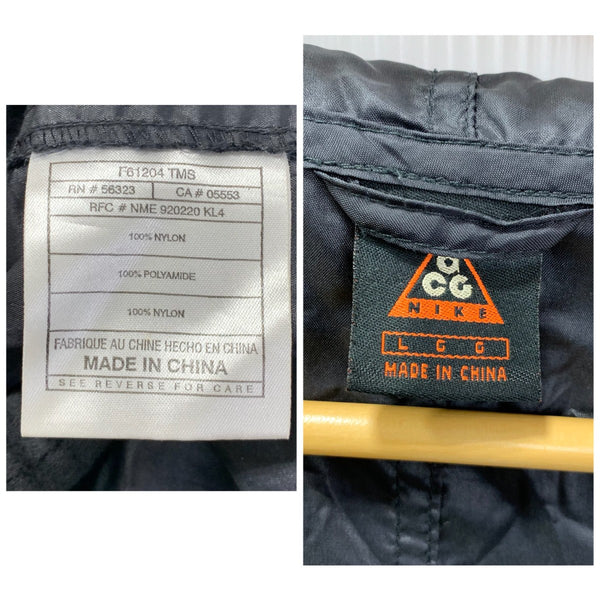 F61204 TMS
RN # 56323 CA # 05553
RFC # NME 920220 KL4
100% NYLON
100% POLYAMIDE
100% NYLON
FABRIQUE AU CHINE HECHO EN CHINA
MADE IN CHINA
SEE REVERSE FOR CARE
A
CG
NIKE
L G G
MADE IN CHINA